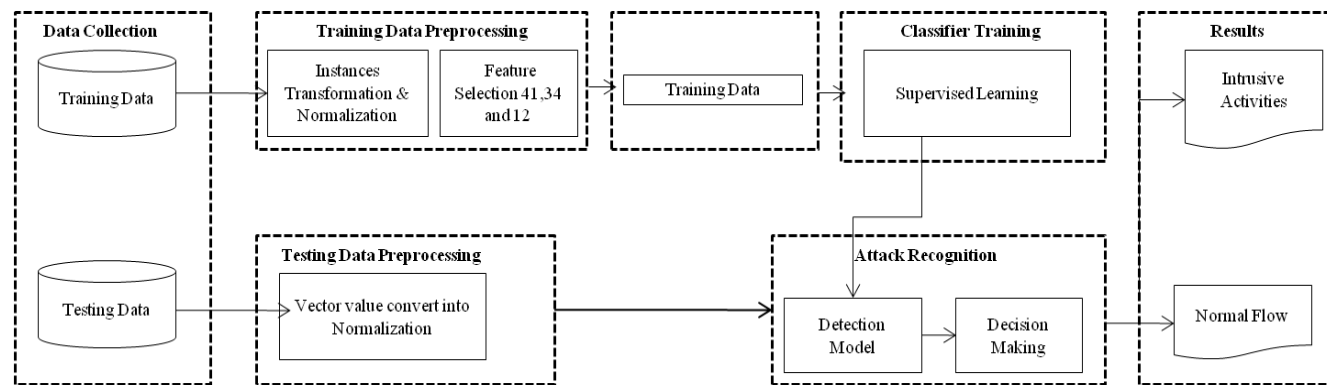 Data Collection
Training Data
Testing Data
Training Data Preprocessing
Instances
Transformation &
Normalization
Feature
Selection 41,34
and 12
Training Data
Classifier Training
Supervised Learning
Testing Data Preprocessing
Vector value convert into
Normalization
Attack Recognition
Detection
Model
Decision
Making
Results
Intrusive
Activities
Normal Flow